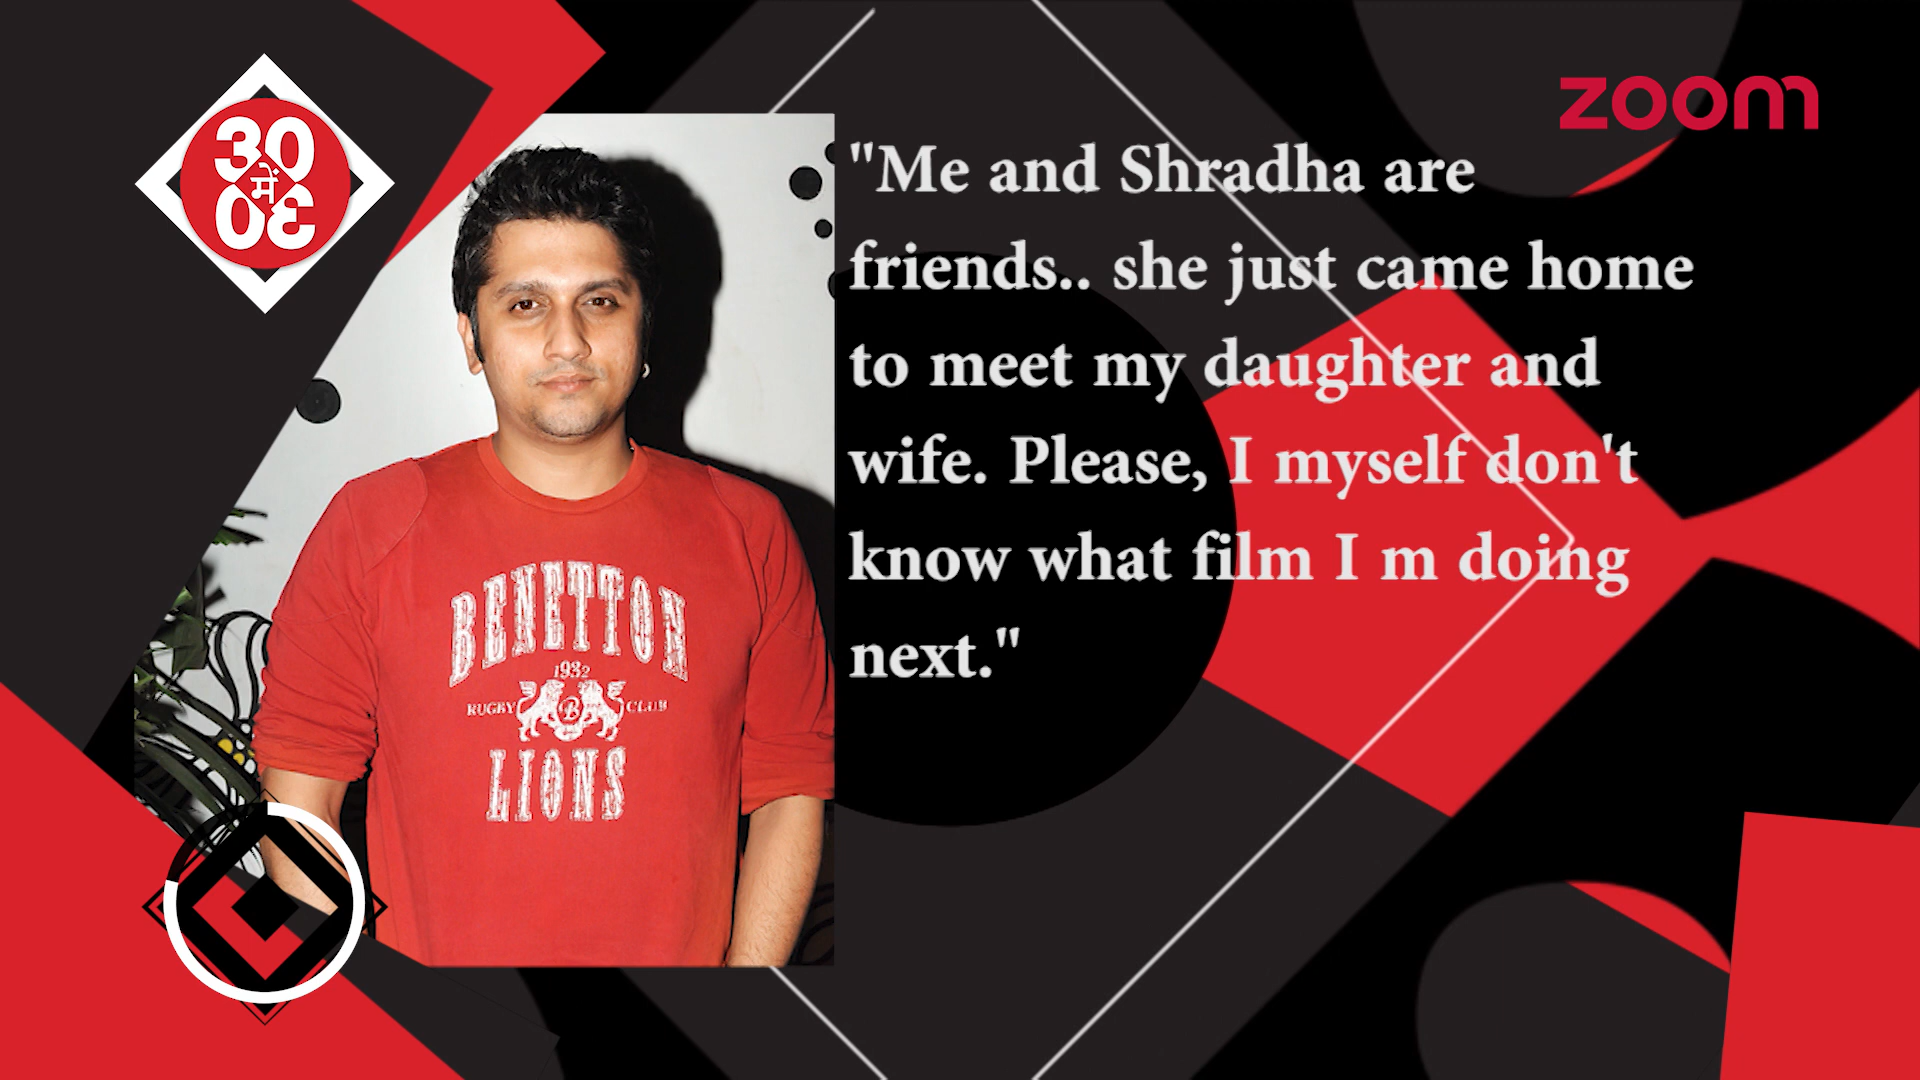 30
में
30
zoom
"Me and Shradha are
friends.. she just came home
to meet my daughter and
wife. Please, I myself don't
know what film I m doing
next."
BENETTON
1932
RUGBY B CLUB
LIONS